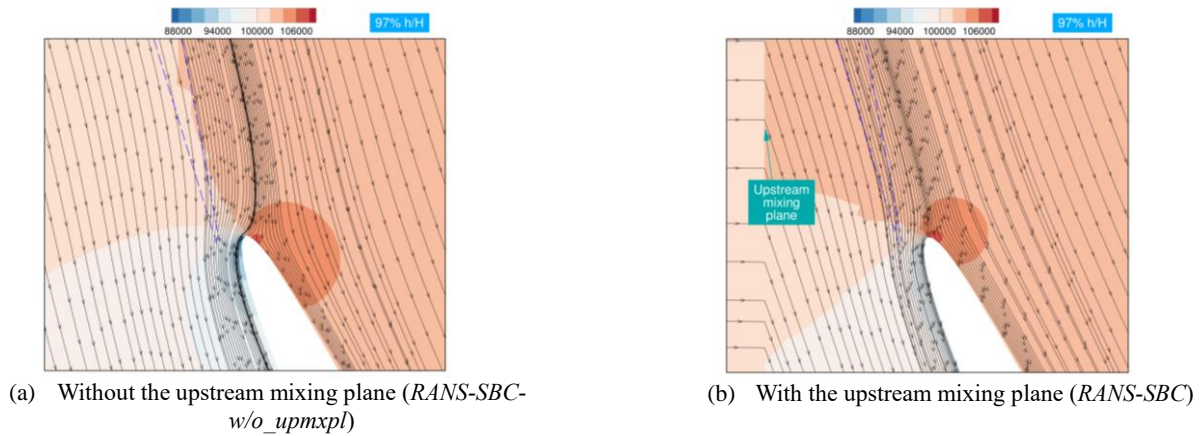 88000 94000 100000 106000
97% h/H
88000 94000 100000 106000
97% h/H
Upstream
mixing
plane
(a) Without the upstream mixing plane (RANS-SBC-
w/o_upmxpl)
(b) With the upstream mixing plane (RANS-SBC)